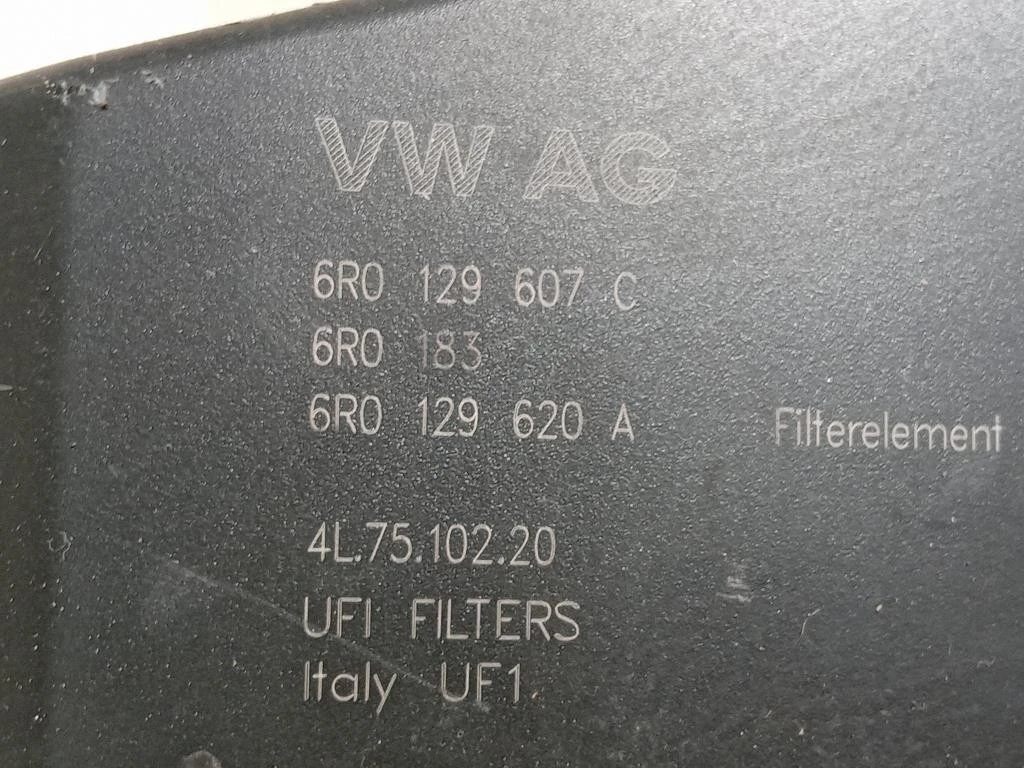 VW AG
6R0 129 607 C
6R0 183
6R0 129 620 A Filterelement
4L.75.102.20
UFI FILTERS
Italy UF1